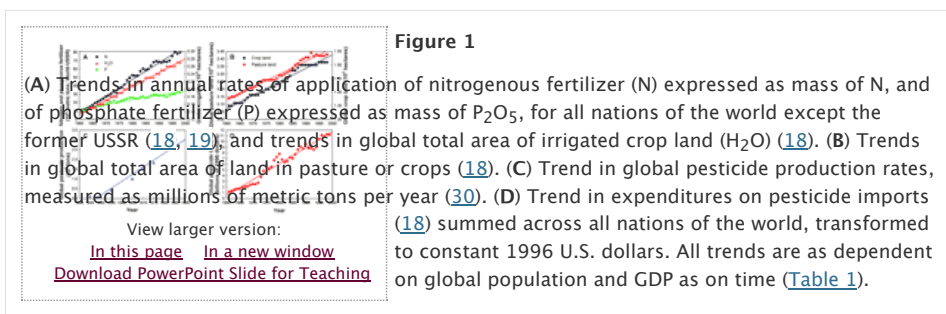 Figure 1
(A) Trends in annual rates of application of nitrogenous fertilizer (N) expressed as mass of N, and
of phosphate fertilizer (P) expressed as mass of P2O5, for all nations of the world except the
former USSR (18, 19), and trends in global total area of irrigated crop land (H2O) (18). (B) Trends
in global total area of land in pasture or crops (18). (C) Trend in global pesticide production rates,
measured as millions of metric tons per year (30). (D) Trend in expenditures on pesticide imports
(18) summed across all nations of the world, transformed
to constant 1996 U.S. dollars. All trends are as dependent
on global population and GDP as on time (Table 1).
View larger version:
In this page In a new window
Download PowerPoint Slide for Teaching